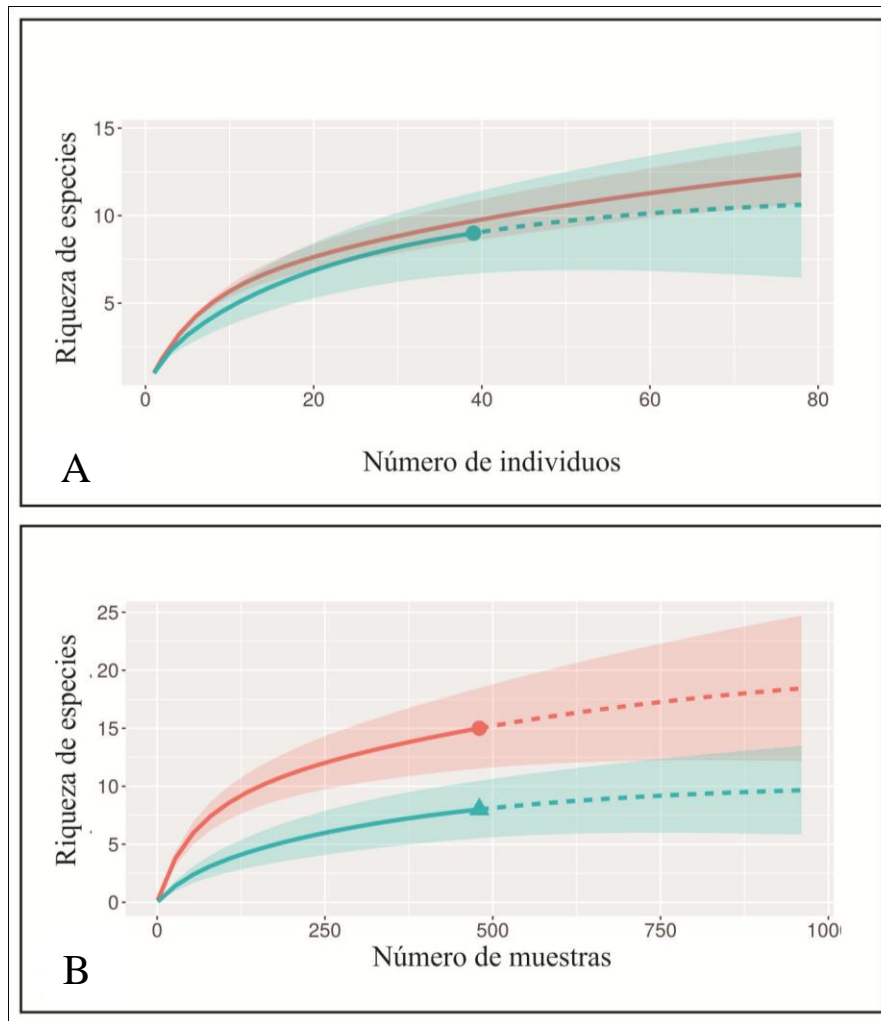 Riqueza de especies
15
10
5
0 20 40 60 80
Número de individuos
A
Riqueza de especies
25
20
15
10
5
0
0 250 500 750 100
Número de muestras
B